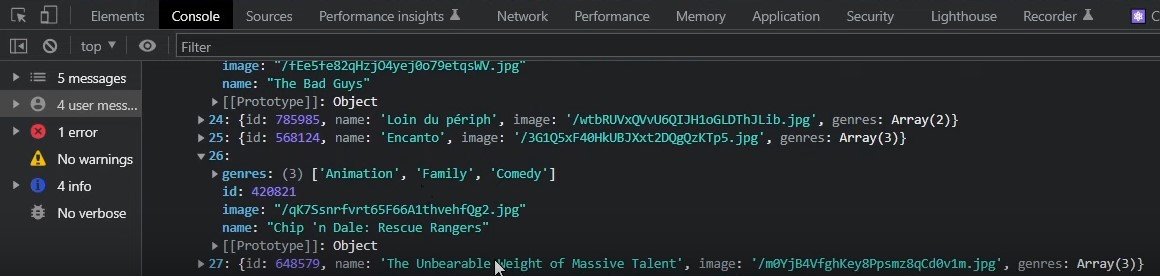 Elements Console Sources Performance insights Network Performance Memory Application Security Lighthouse Recorder C
top Filter
5 messages
4 user mess...
1 error
No warnings
4 info
No verbose
image: "/fEe5fe82qHzjO4yej0o79etqsWV.jpg"
name: "The Bad Guys"
[[Prototype]]: Object
24: {id: 785985, name: 'Loin du périph', image: '/wtbRUVxQVvU6QIJH1oGLDThJLib.jpg', genres: Array(2)}
25: {id: 568124, name: 'Encanto', image: '/3G1Q5xF40HkUBJXxt2DQgQzKTp5.jpg', genres: Array(3)}
26:
genres: (3) ['Animation', 'Family', 'Comedy']
id: 420821
image: "/qK7Ssnrfvrt65F66A1thvehfQg2.jpg"
name: "Chip 'n Dale: Rescue Rangers"
[[Prototype]]: Object
27: {id: 648579, name: 'The Unbearable Weight of Massive Talent', image: '/m0YjB4VfghKey8Ppsmz8qCd0v1m.jpg', genres: Array(3)}